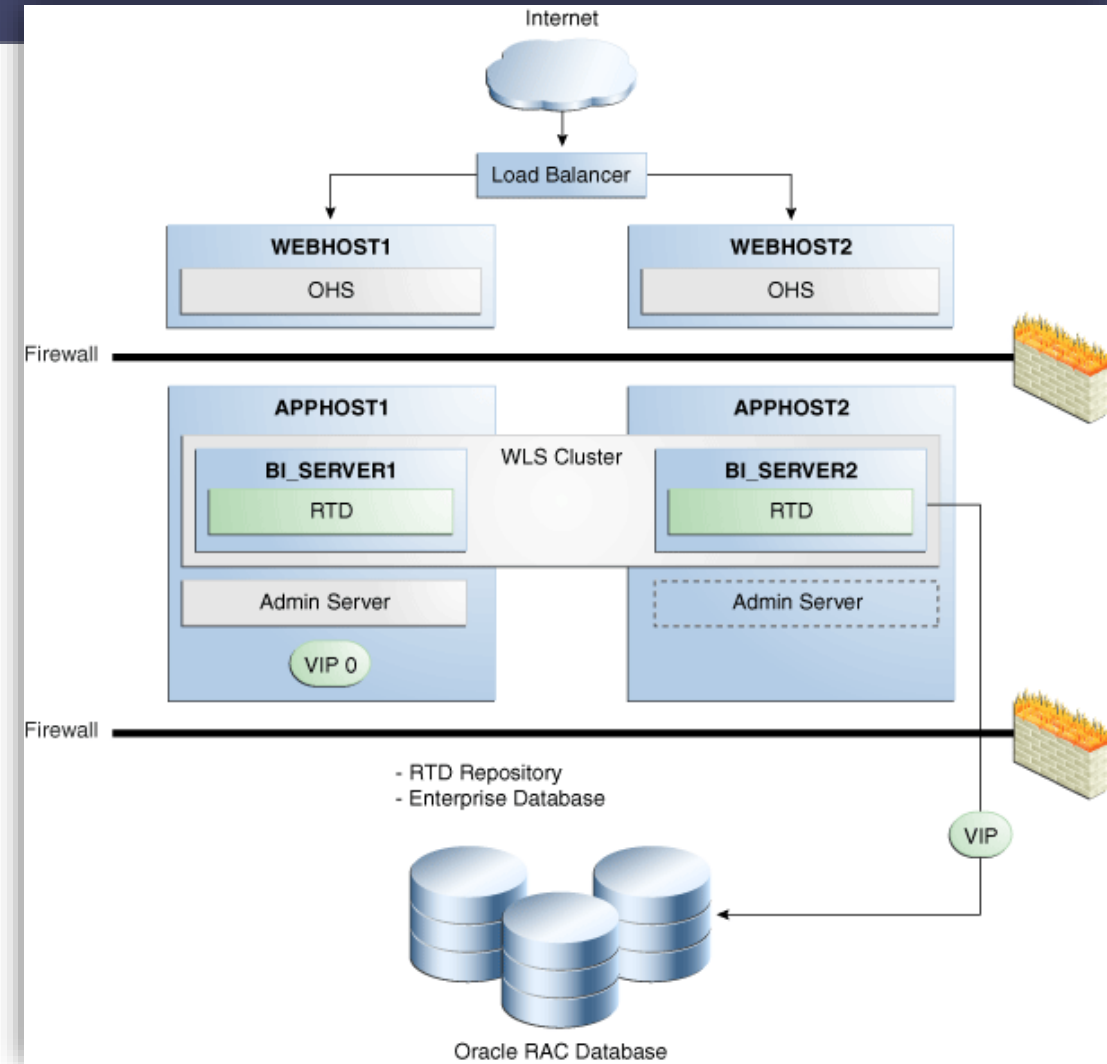 Internet
Load Balancer
WEBHOST1
OHS
WEBHOST2
OHS
Firewall
APPHOST1
APPHOST2
WLS Cluster
BI_SERVER1
RTD
BI_SERVER2
RTD
Admin Server
Admin Server
VIP 0
Firewall
- RTD Repository
- Enterprise Database
VIP
Oracle RAC Database